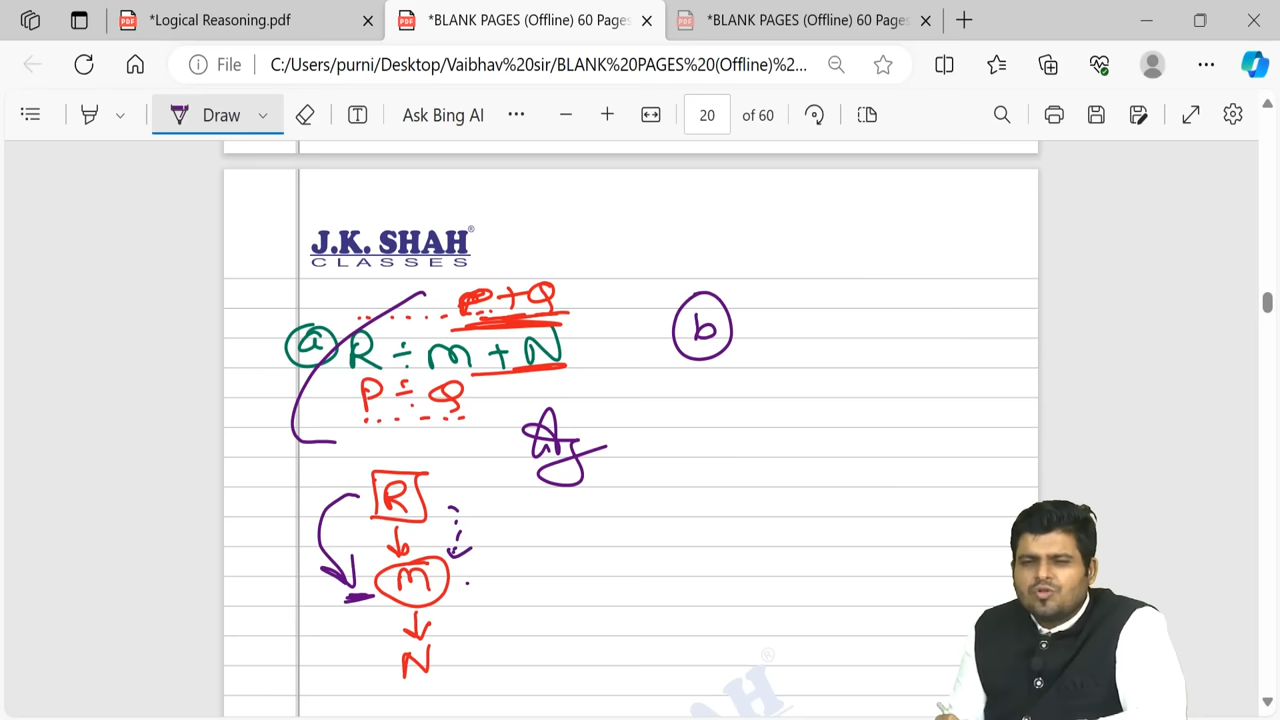 *Logical Reasoning.pdf
*BLANK PAGES (Offline) 60 Pages
*BLANK PAGES (Offline) 60 Pages
File C:/Users/purni/Desktop/Vaibhav%20sir/BLANK%20PAGES%20(Offline)%2...
Draw
Ask Bing AI
20 of 60
J.K. SHAH®
CLASSES
P + Q
a R ÷ m + N
b
P ÷ Q
R
m
N